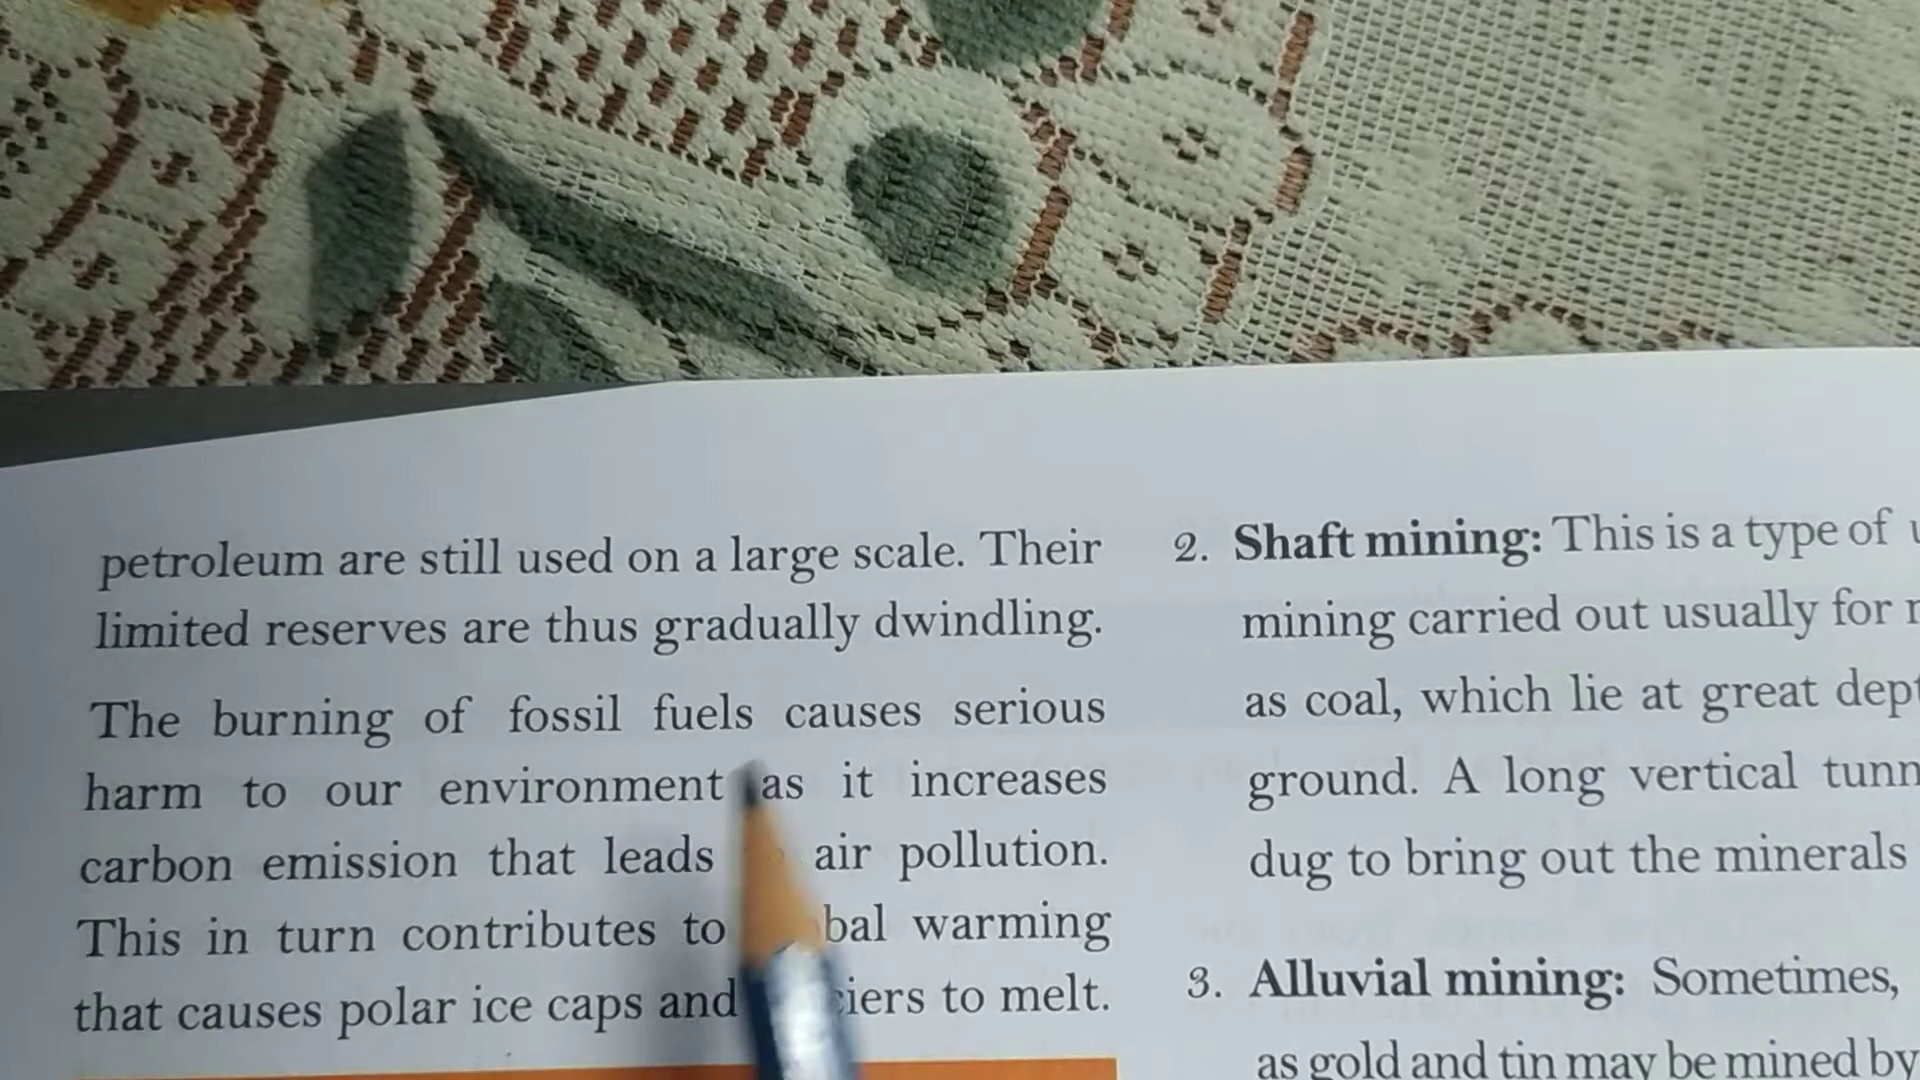 petroleum are still used on a large scale. Their
limited reserves are thus gradually dwindling.
The burning of fossil fuels causes serious
harm to our environment as it increases
carbon emission that leads air pollution.
This in turn contributes to warming
that causes polar ice caps and to melt.
2. Shaft mining: This is a type of
mining carried out usually for
as coal, which lie at great
ground. A long vertical
dug to bring out the minerals
3. Alluvial mining: Sometimes,
as gold and tin may be mined by